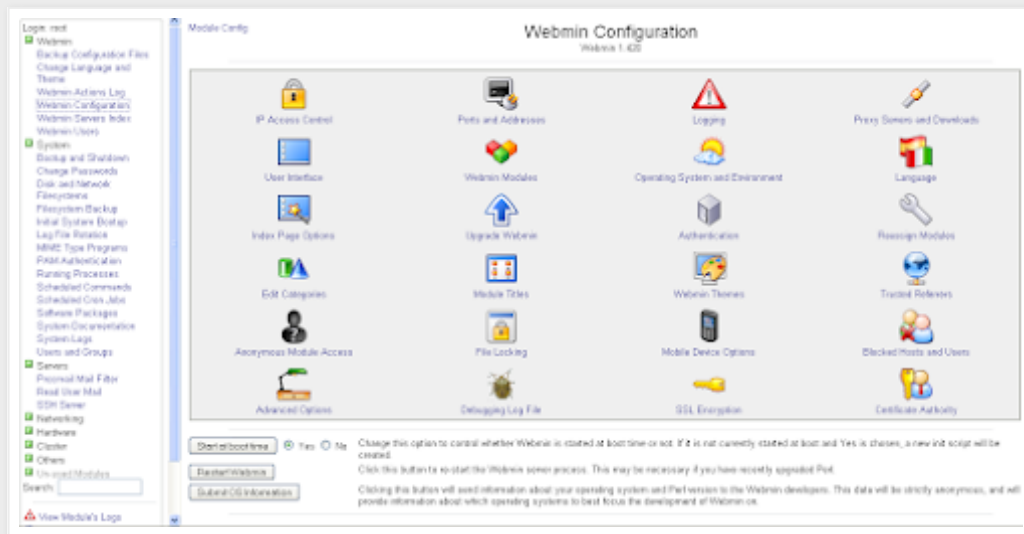 Login: root
Webmin
Backup Configuration Files
Change Language and
Theme
Webmin Actions Log
Webmin Configuration
Webmin Servers Index
Webmin Users
System
Bootup and Shutdown
Change Passwords
Disk and Network
Filesystems
Filesystem Backup
Initial System Bootup
Log File Rotation
MIME Type Programs
PAM Authentication
Running Processes
Scheduled Commands
Scheduled Cron Jobs
Software Packages
System Documentation
System Logs
Users and Groups
Servers
Procmail Mail Filter
Read User Mail
SSH Server
Networking
Hardware
Cluster
Others
Un-used Modules
Search:
View Module's Logs
Module Config
Webmin Configuration
Webmin 1.420
IP Access Control
Ports and Addresses
Logging
Proxy Servers and Downloads
User Interface
Webmin Modules
Operating System and Environment
Language
Index Page Options
Upgrade Webmin
Authentication
Reassign Modules
Edit Categories
Module Titles
Webmin Themes
Trusted Referrers
Anonymous Module Access
File Locking
Mobile Device Options
Blocked Hosts and Users
Advanced Options
Debugging Log File
SSL Encryption
Certificate Authority
Start at boot time
Yes
No
Change this option to control whether Webmin is started at boot time or not. If it is not currently started at boot and Yes is chosen, a new init script will be
created.
Restart Webmin
Click this button to re-start the Webmin server process. This may be necessary if you have recently upgraded Perl.
Submit OS Information
Clicking this button will send information about your operating system and Perl version to the Webmin developers. This data will be strictly anonymous, and will
provide information about which operating systems to best focus the development of Webmin on.